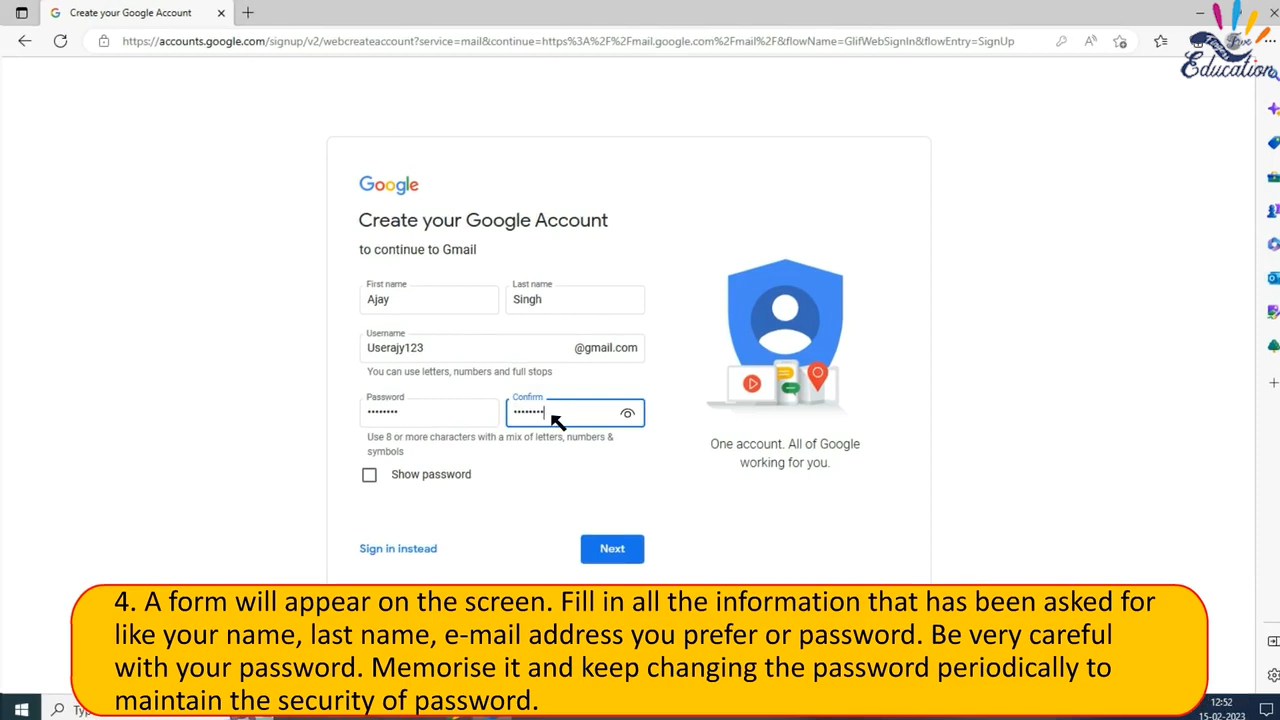 Create your Google Account
https://accounts.google.com/signup/v2/webcreateaccount?service=mail&continue=https%3A%2F%2Fmail.google.com%2Fmail%2F&flowName=GlifWebSignIn&flowEntry=SignUp
Five
Education
Google
Create your Google Account
to continue to Gmail
First name
Last name
Ajay
Singh
Username
Userajy123 @gmail.com
You can use letters, numbers and full stops
Password
Confirm
••••••••
••••••••
Use 8 or more characters with a mix of letters, numbers &
symbols
Show password
Sign in instead
Next
One account. All of Google
working for you.
4. A form will appear on the screen. Fill in all the information that has been asked for
like your name, last name, e-mail address you prefer or password. Be very careful
with your password. Memorise it and keep changing the password periodically to
maintain the security of password.
12:52
15-02-2023